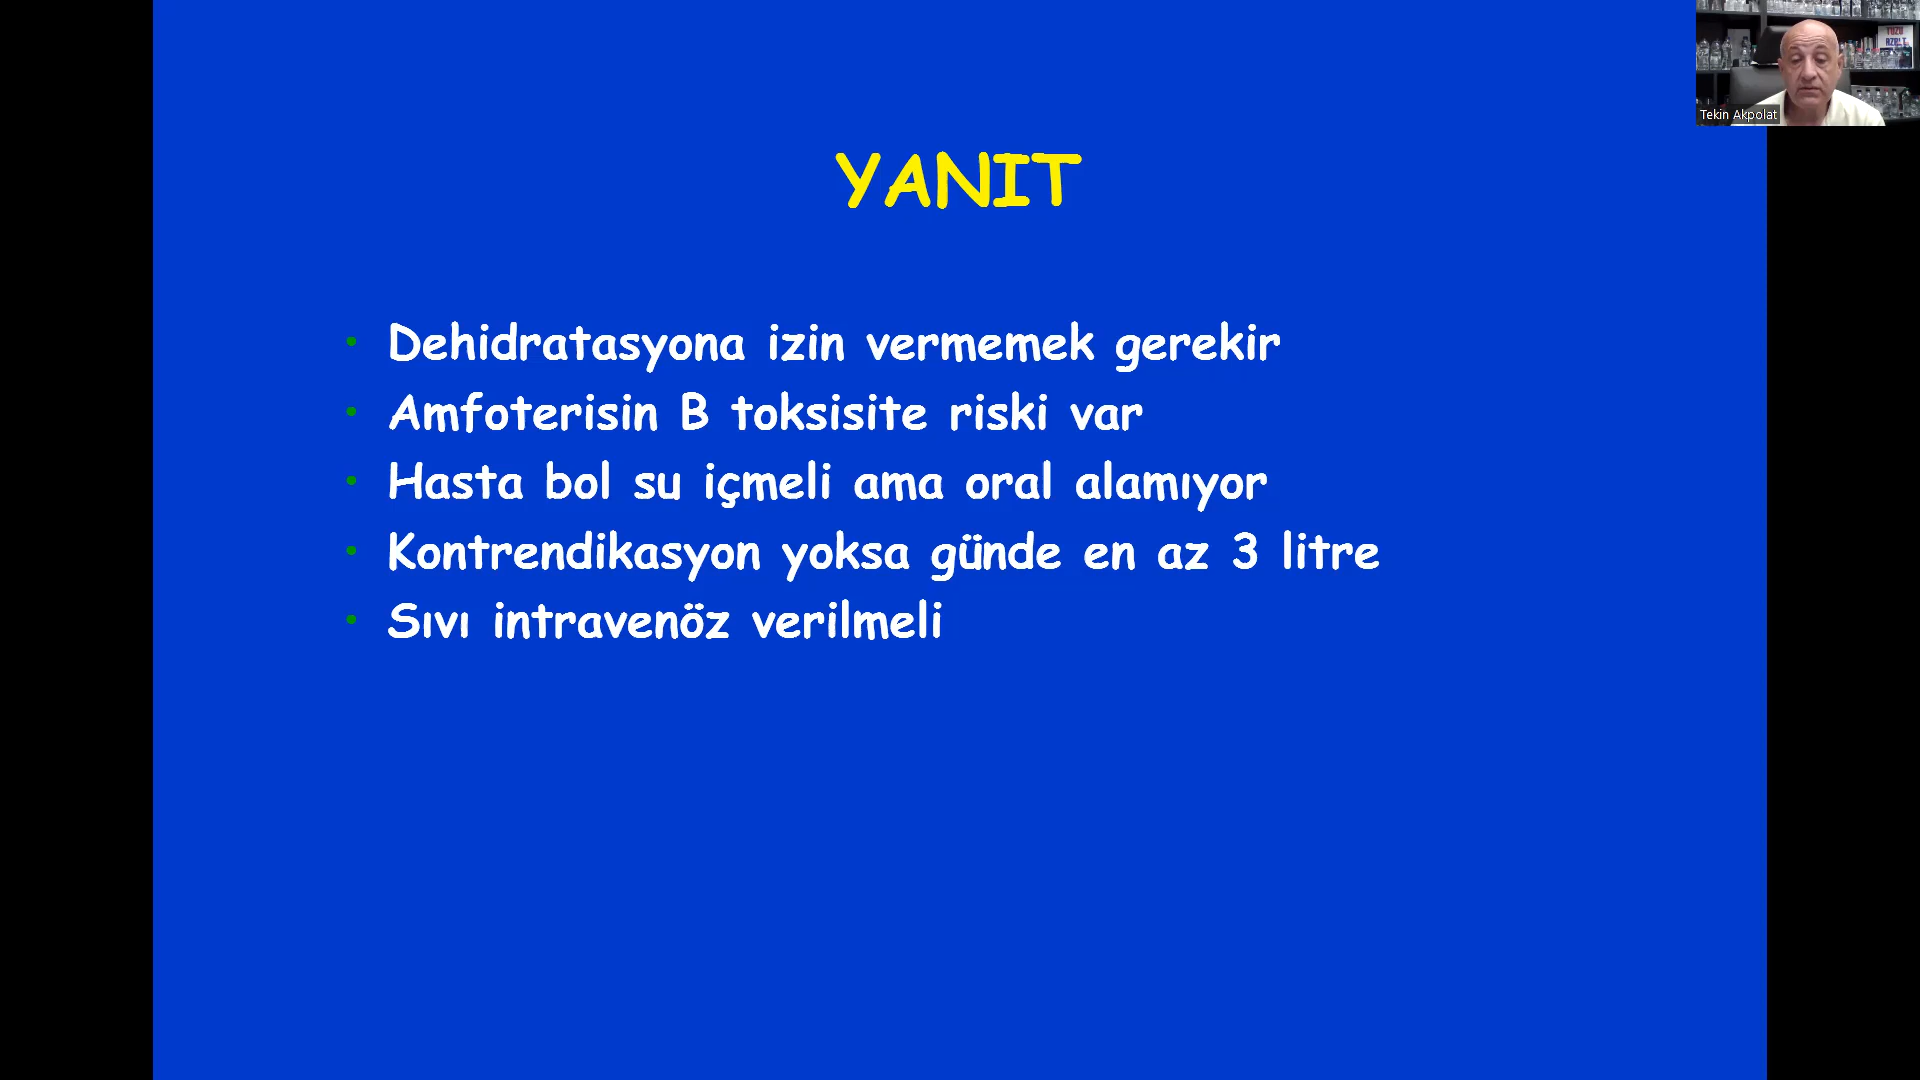 YANIT
• Dehidratasyona izin vermemek gerekir
• Amfoterisin B toksisite riski var
• Hasta bol su içmeli ama oral alamıyor
• Kontrendikasyon yoksa günde en az 3 litre
• Sıvı intravenöz verilmeli
Tekin Akpolat